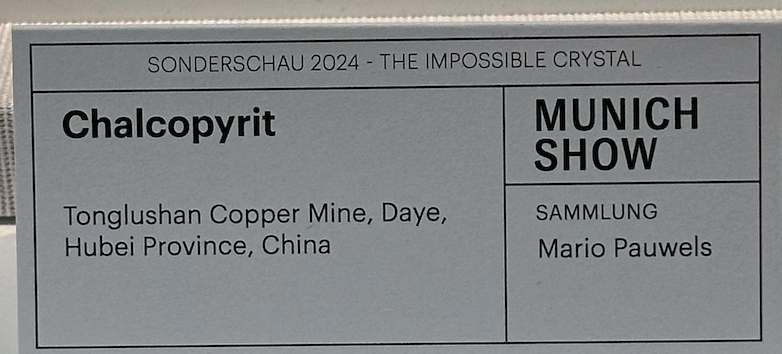 SONDERSCHAU 2024 - THE IMPOSSIBLE CRYSTAL
Chalcopyrit
Tonglushan Copper Mine, Daye,
Hubei Province, China
MUNICH
SHOW
SAMMLUNG
Mario Pauwels